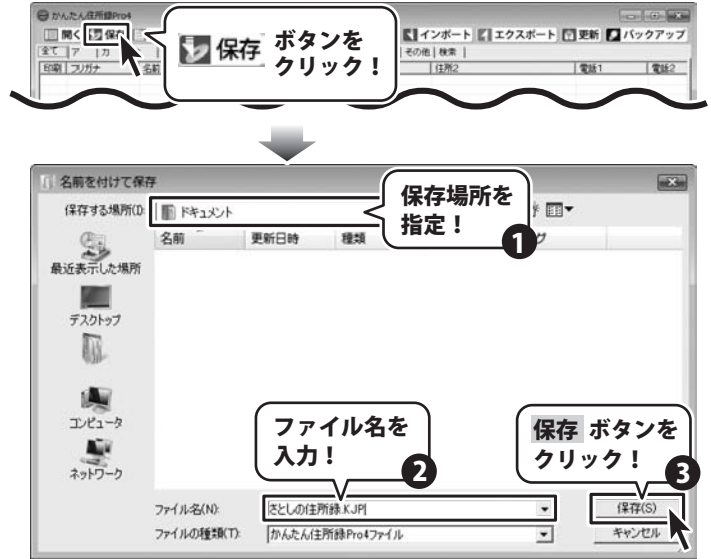 かんたん住所録Pro4
開く 保存
インポート エクスポート 更新 バックアップ
全て ア カ
その他 検索
印刷 フリガナ 名前
住所2 電話1 電話2
保存 ボタンを
クリック！
名前を付けて保存
保存する場所(I):
ドキュメント
保存場所を
指定！
1
名前 更新日時 種類 グ
最近表示した場所
デスクトップ
コンピュータ
ネットワーク
ファイル名を
入力！
2
保存 ボタンを
クリック！
3
ファイル名(N): さとしの住所録.KJP
保存(S)
ファイルの種類(T): かんたん住所録Pro4ファイル
キャンセル